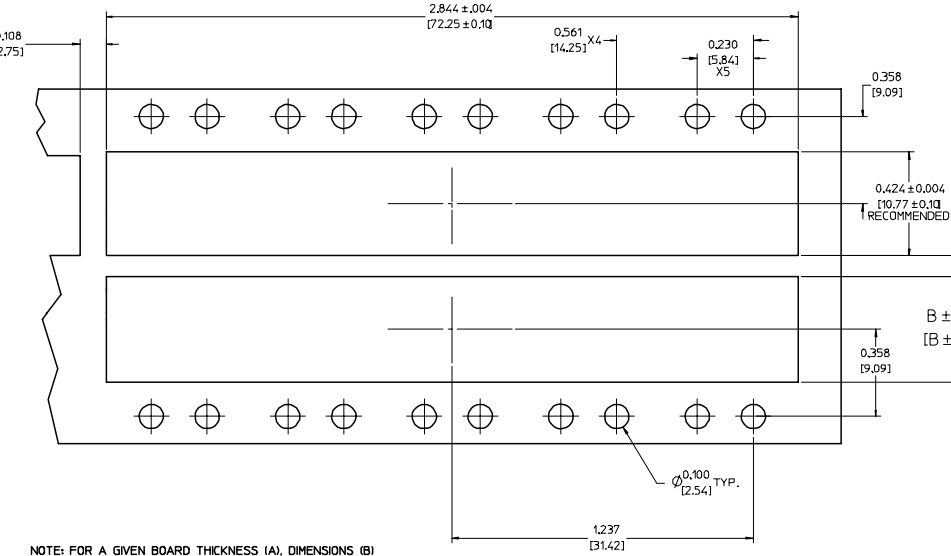 2.844 ±.004
[72.25 ±0.10]
0.108
2.75]
0.561
[14.25] X4
0.230
[5.84]
X5
0.358
[9.09]
0.424 ±0.004
[10.77 ±0.10]
RECOMMENDED
B ±
[B ±
0.358
[9.09]
Ø0.100 TYP.
[2.54]
1.237
[31.42]
NOTE: FOR A GIVEN BOARD THICKNESS (A), DIMENSIONS (B)